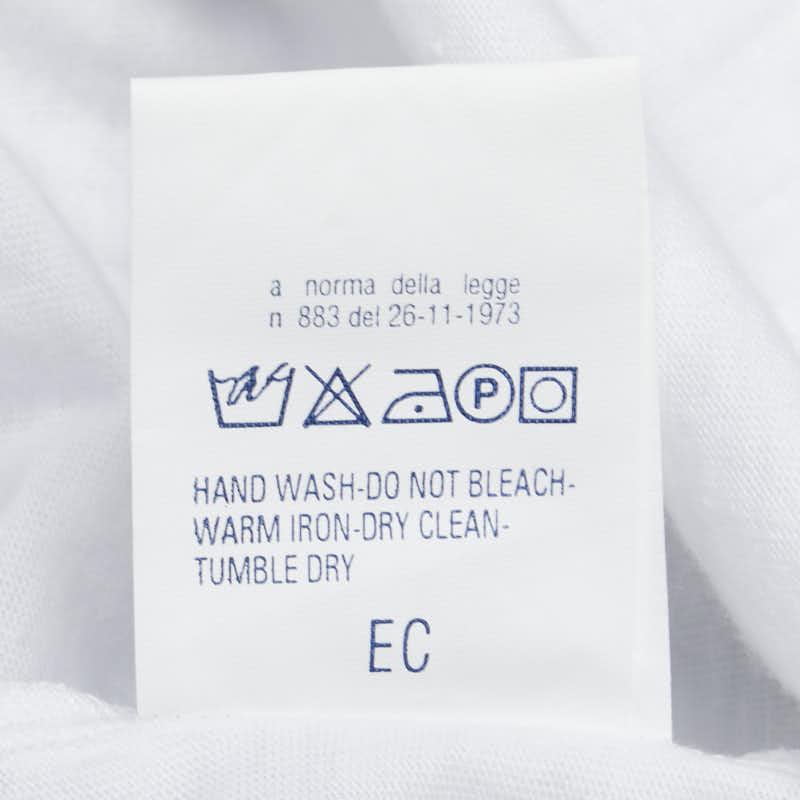 a norma della legge
n 883 del 26-11-1973
P
HAND WASH-DO NOT BLEACH-
WARM IRON-DRY CLEAN-
TUMBLE DRY
EC